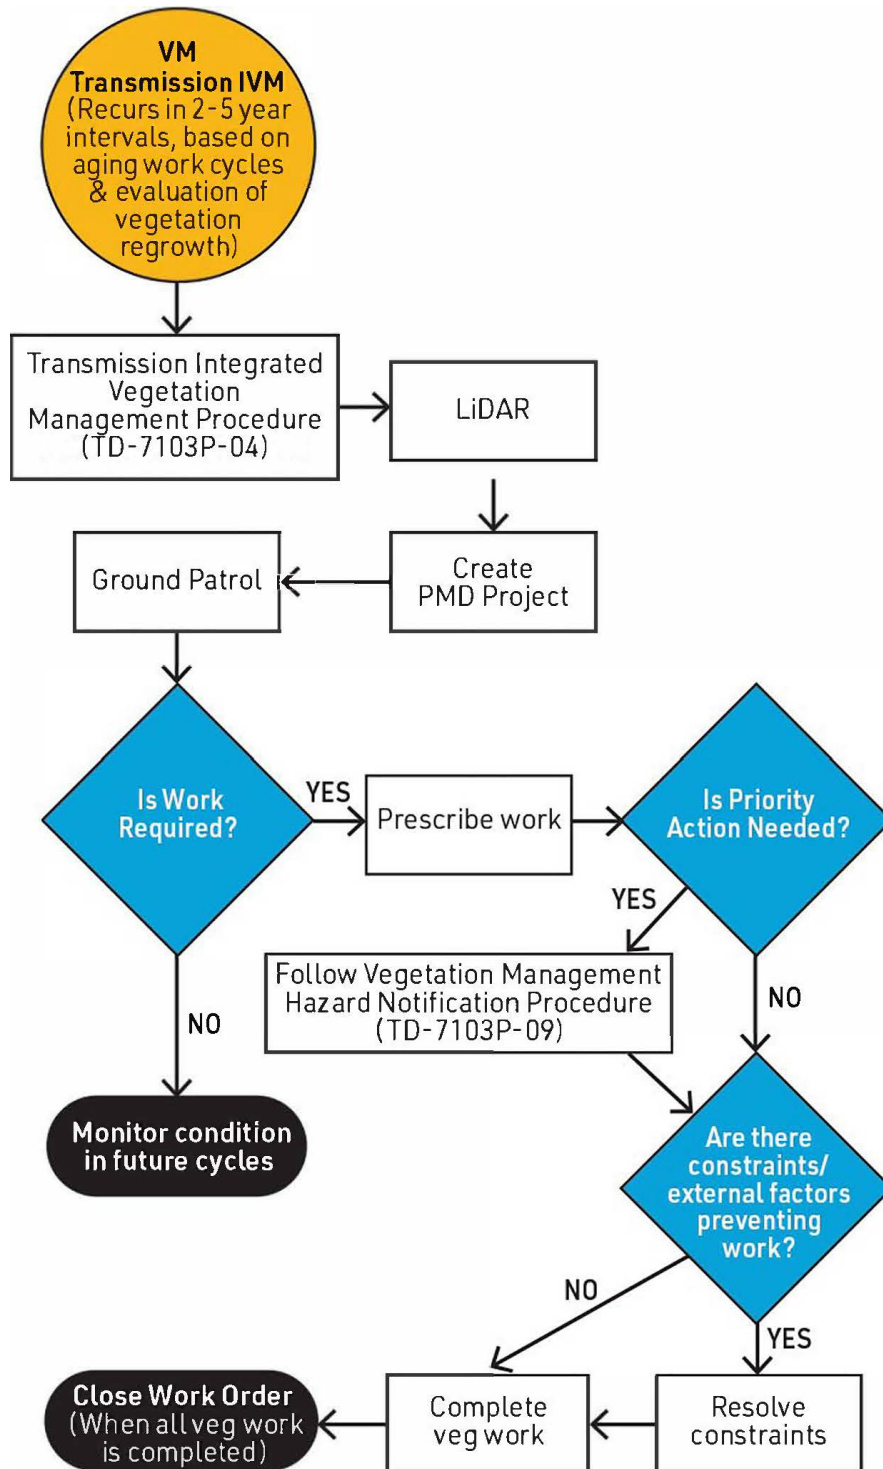 VM
Transmission IVM
(Recurs in 2-5 year
intervals, based on
aging work cycles
& evaluation of
vegetation
regrowth)
Transmission Integrated
Vegetation
Management Procedure
(TD-7103P-04)
LiDAR
Ground Patrol
Create
PMD Project
Is Work
Required?
YES
Prescribe work
Is Priority
Action Needed?
YES
Follow Vegetation Management
Hazard Notification Procedure
(TD-7103P-09)
NO
NO
Monitor condition
in future cycles
Are there
constraints/
external factors
preventing
work?
NO
YES
Close Work Order
(When all veg work
is completed)
Complete
veg work
Resolve
constraints